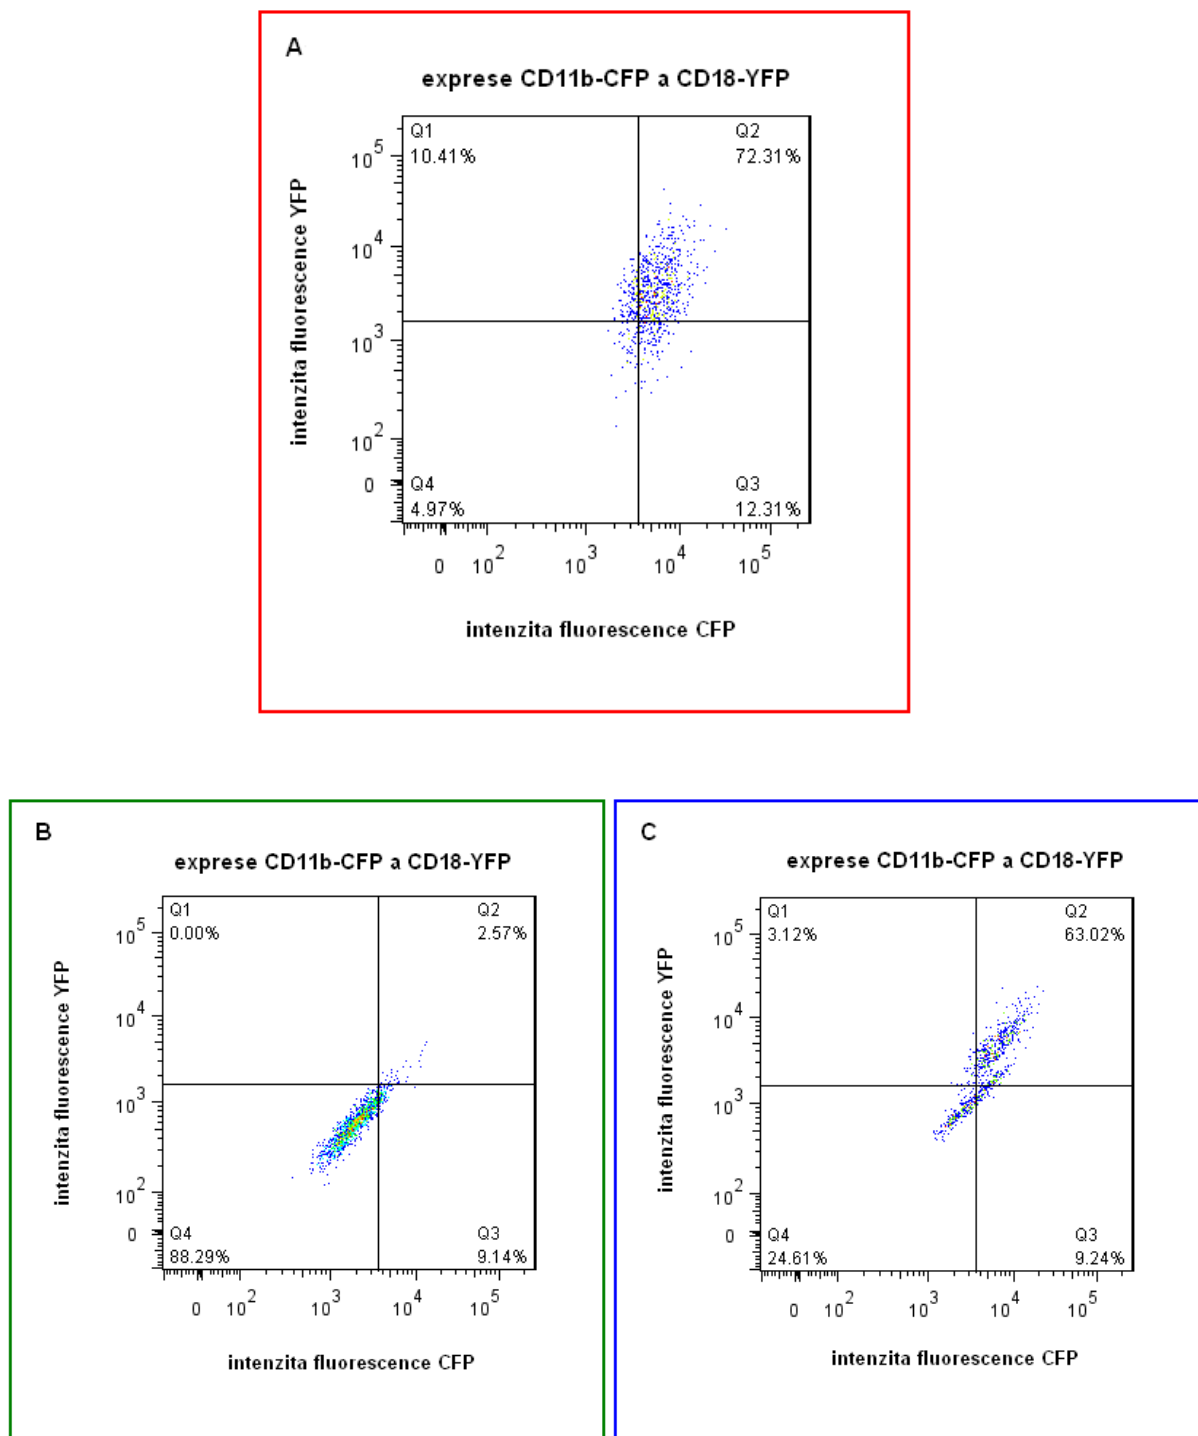 A
exprese CD11b-CFP a CD18-YFP
Q1
10.41%
Q2
72.31%
10^5
10^4
10^3
10^2
0
intenzita fluorescence YFP
Q4
4.97%
Q3
12.31%
0 10^2 10^3 10^4 10^5
intenzita fluorescence CFP
B
exprese CD11b-CFP a CD18-YFP
Q1
0.00%
Q2
2.57%
10^5
10^4
10^3
10^2
0
intenzita fluorescence YFP
Q4
88.29%
Q3
9.14%
0 10^2 10^3 10^4 10^5
intenzita fluorescence CFP
C
exprese CD11b-CFP a CD18-YFP
Q1
3.12%
Q2
63.02%
10^5
10^4
10^3
10^2
0
intenzita fluorescence YFP
Q4
24.61%
Q3
9.24%
0 10^2 10^3 10^4 10^5
intenzita fluorescence CFP